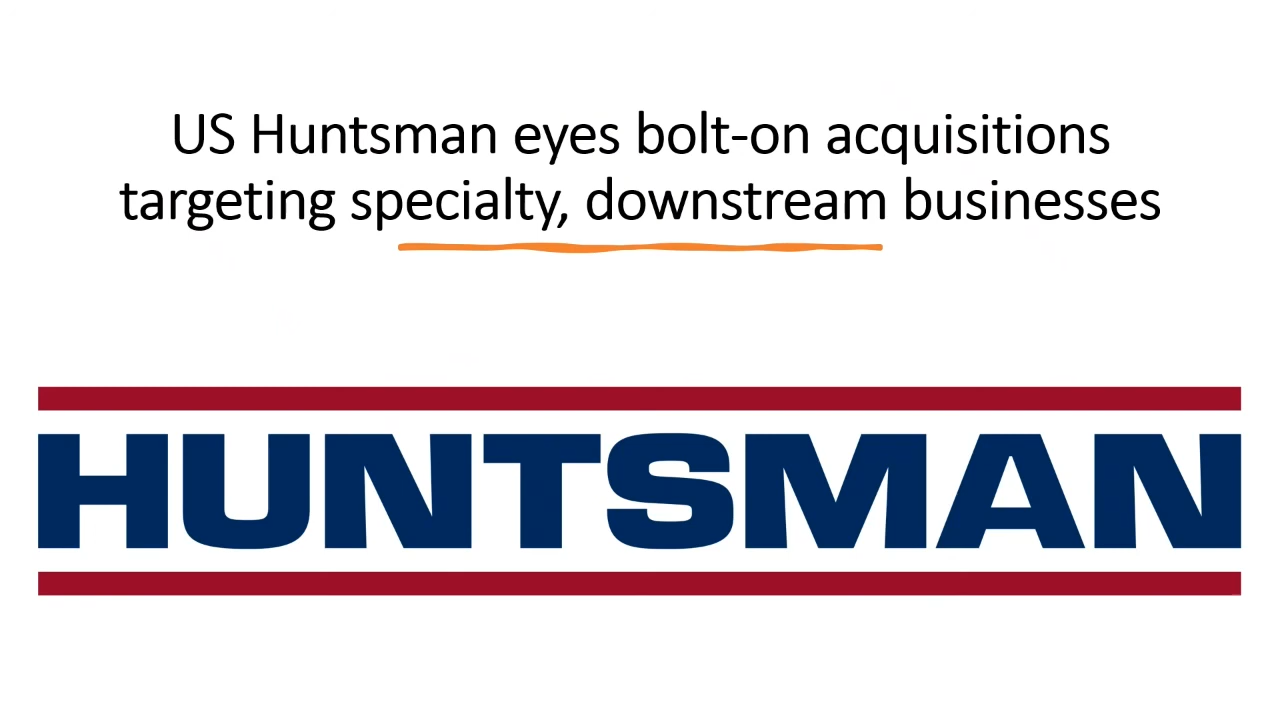 US Huntsman eyes bolt-on acquisitions
targeting specialty, downstream businesses
HUNTSMAN